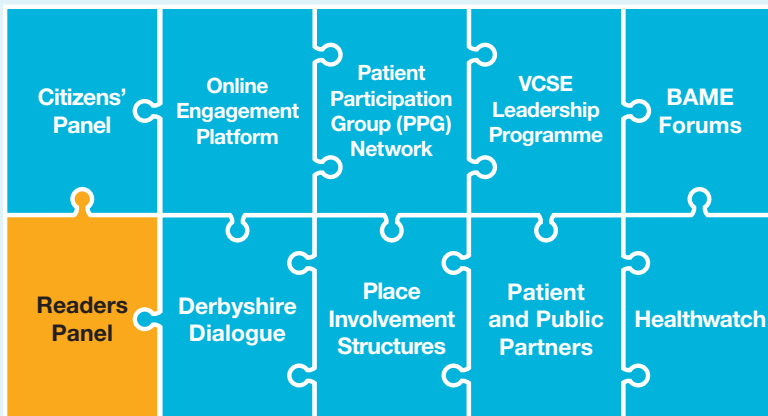 Citizens'
Panel
Online
Engagement
Platform
Patient
Participation
Group (PPG)
Network
VCSE
Leadership
Programme
BAME
Forums
Readers
Panel
Derbyshire
Dialogue
Place
Involvement
Structures
Patient
and Public
Partners
Healthwatch